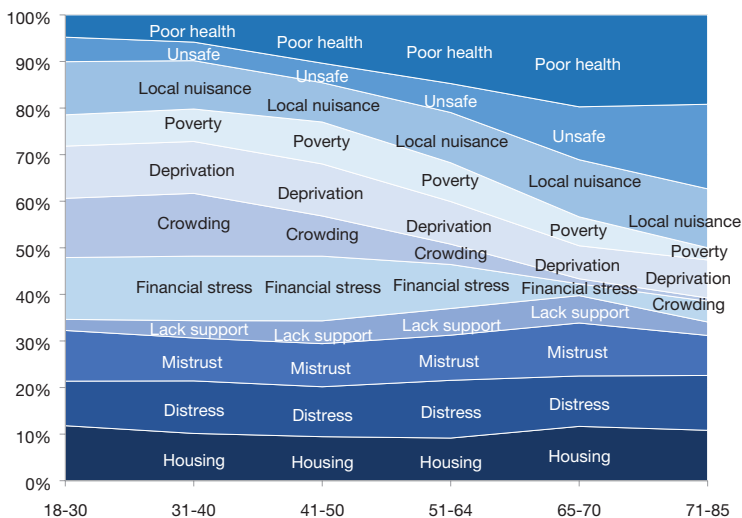 100%
90%
80%
70%
60%
50%
40%
30%
20%
10%
0%
Poor health Poor health Poor health Poor health
Unsafe Unsafe Unsafe Unsafe
Local nuisance Local nuisance Local nuisance Local nuisance Local nuisance
Poverty Poverty Poverty Poverty Poverty
Deprivation Deprivation Deprivation Deprivation Deprivation
Crowding Crowding Crowding Crowding
Financial stress Financial stress Financial stress Financial stress
Lack support Lack support Lack support Lack support
Mistrust Mistrust Mistrust Mistrust
Distress Distress Distress Distress
Housing Housing Housing Housing
18-30 31-40 41-50 51-64 65-70 71-85